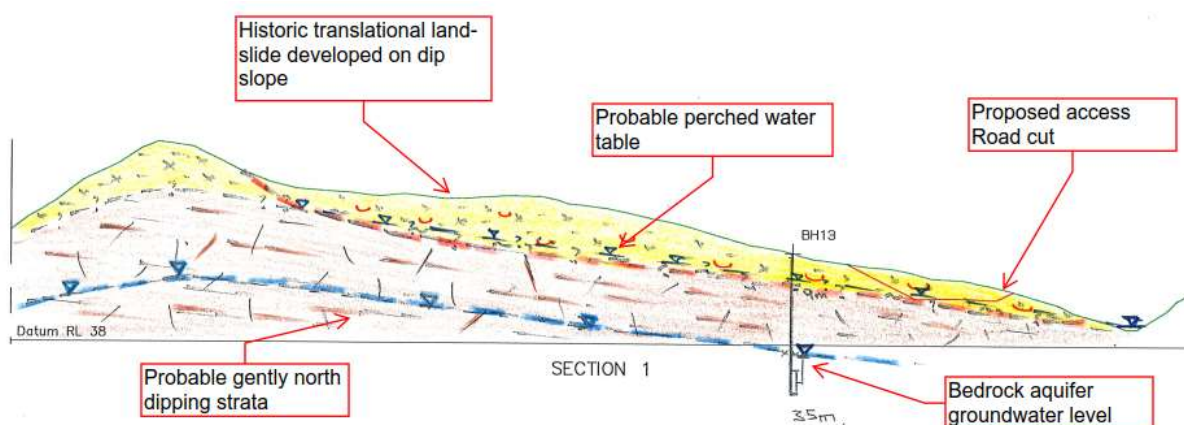 Historic translational land-
slide developed on dip
slope
Probable perched water
table
Proposed access
Road cut
BH13
9m
Datum RL 38
SECTION 1
Probable gently north
dipping strata
Bedrock aquifer
groundwater level
35m.